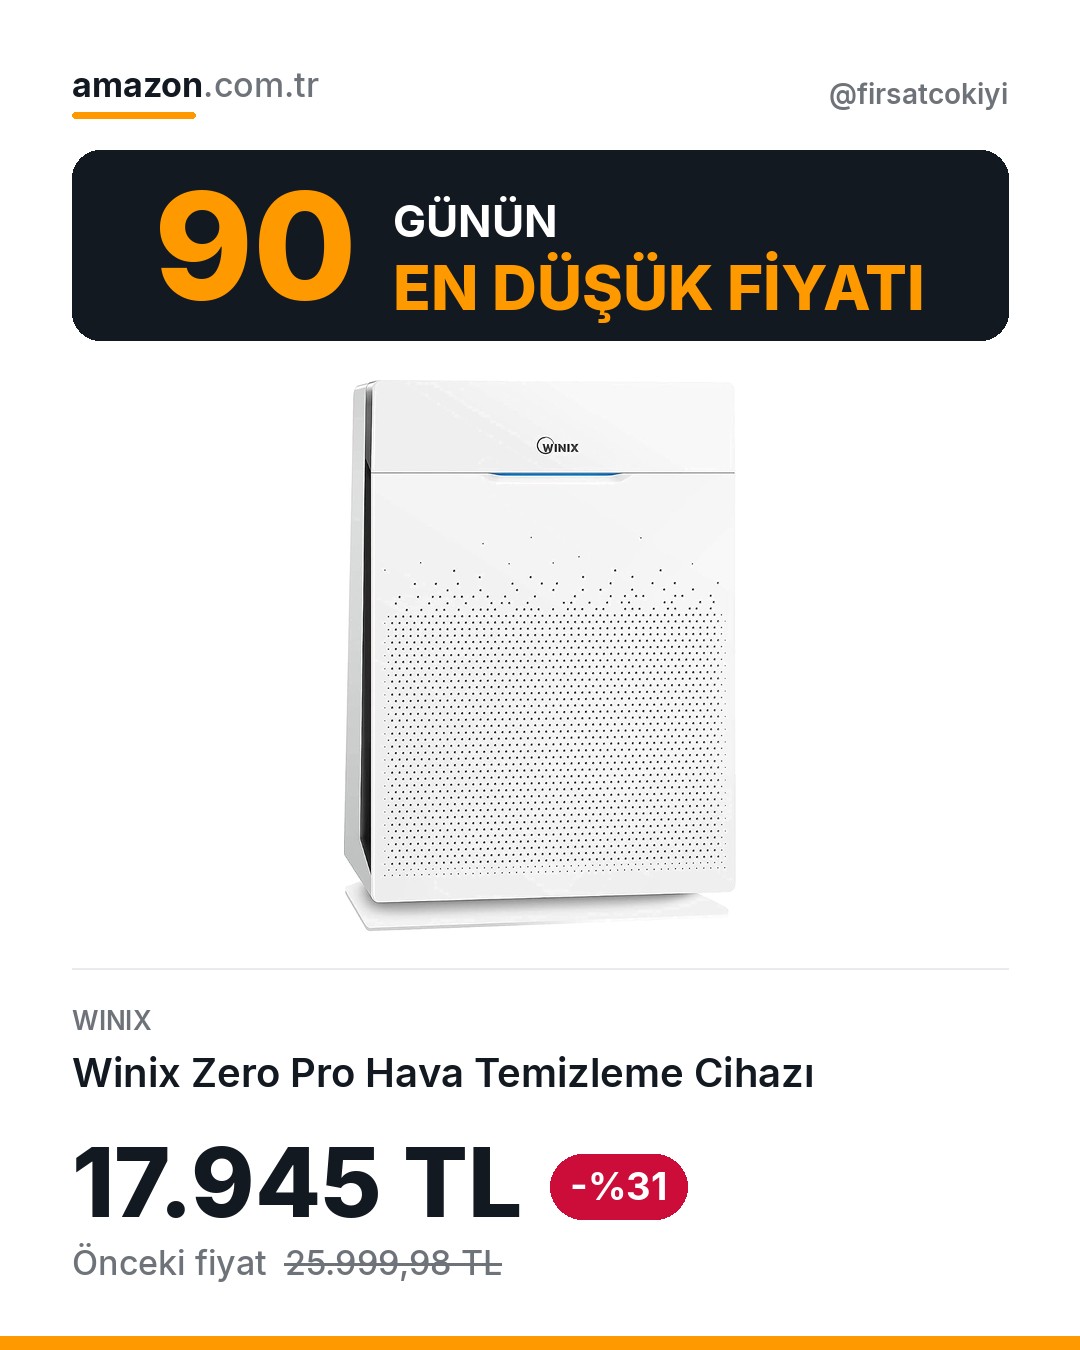 amazon.com.tr
@firsatcokiyi
90 GÜNÜN
EN DÜŞÜK FİYATI
WINIX
WINIX
Winix Zero Pro Hava Temizleme Cihazı
17.945 TL -%31
Önceki fiyat 25.999,98 TL